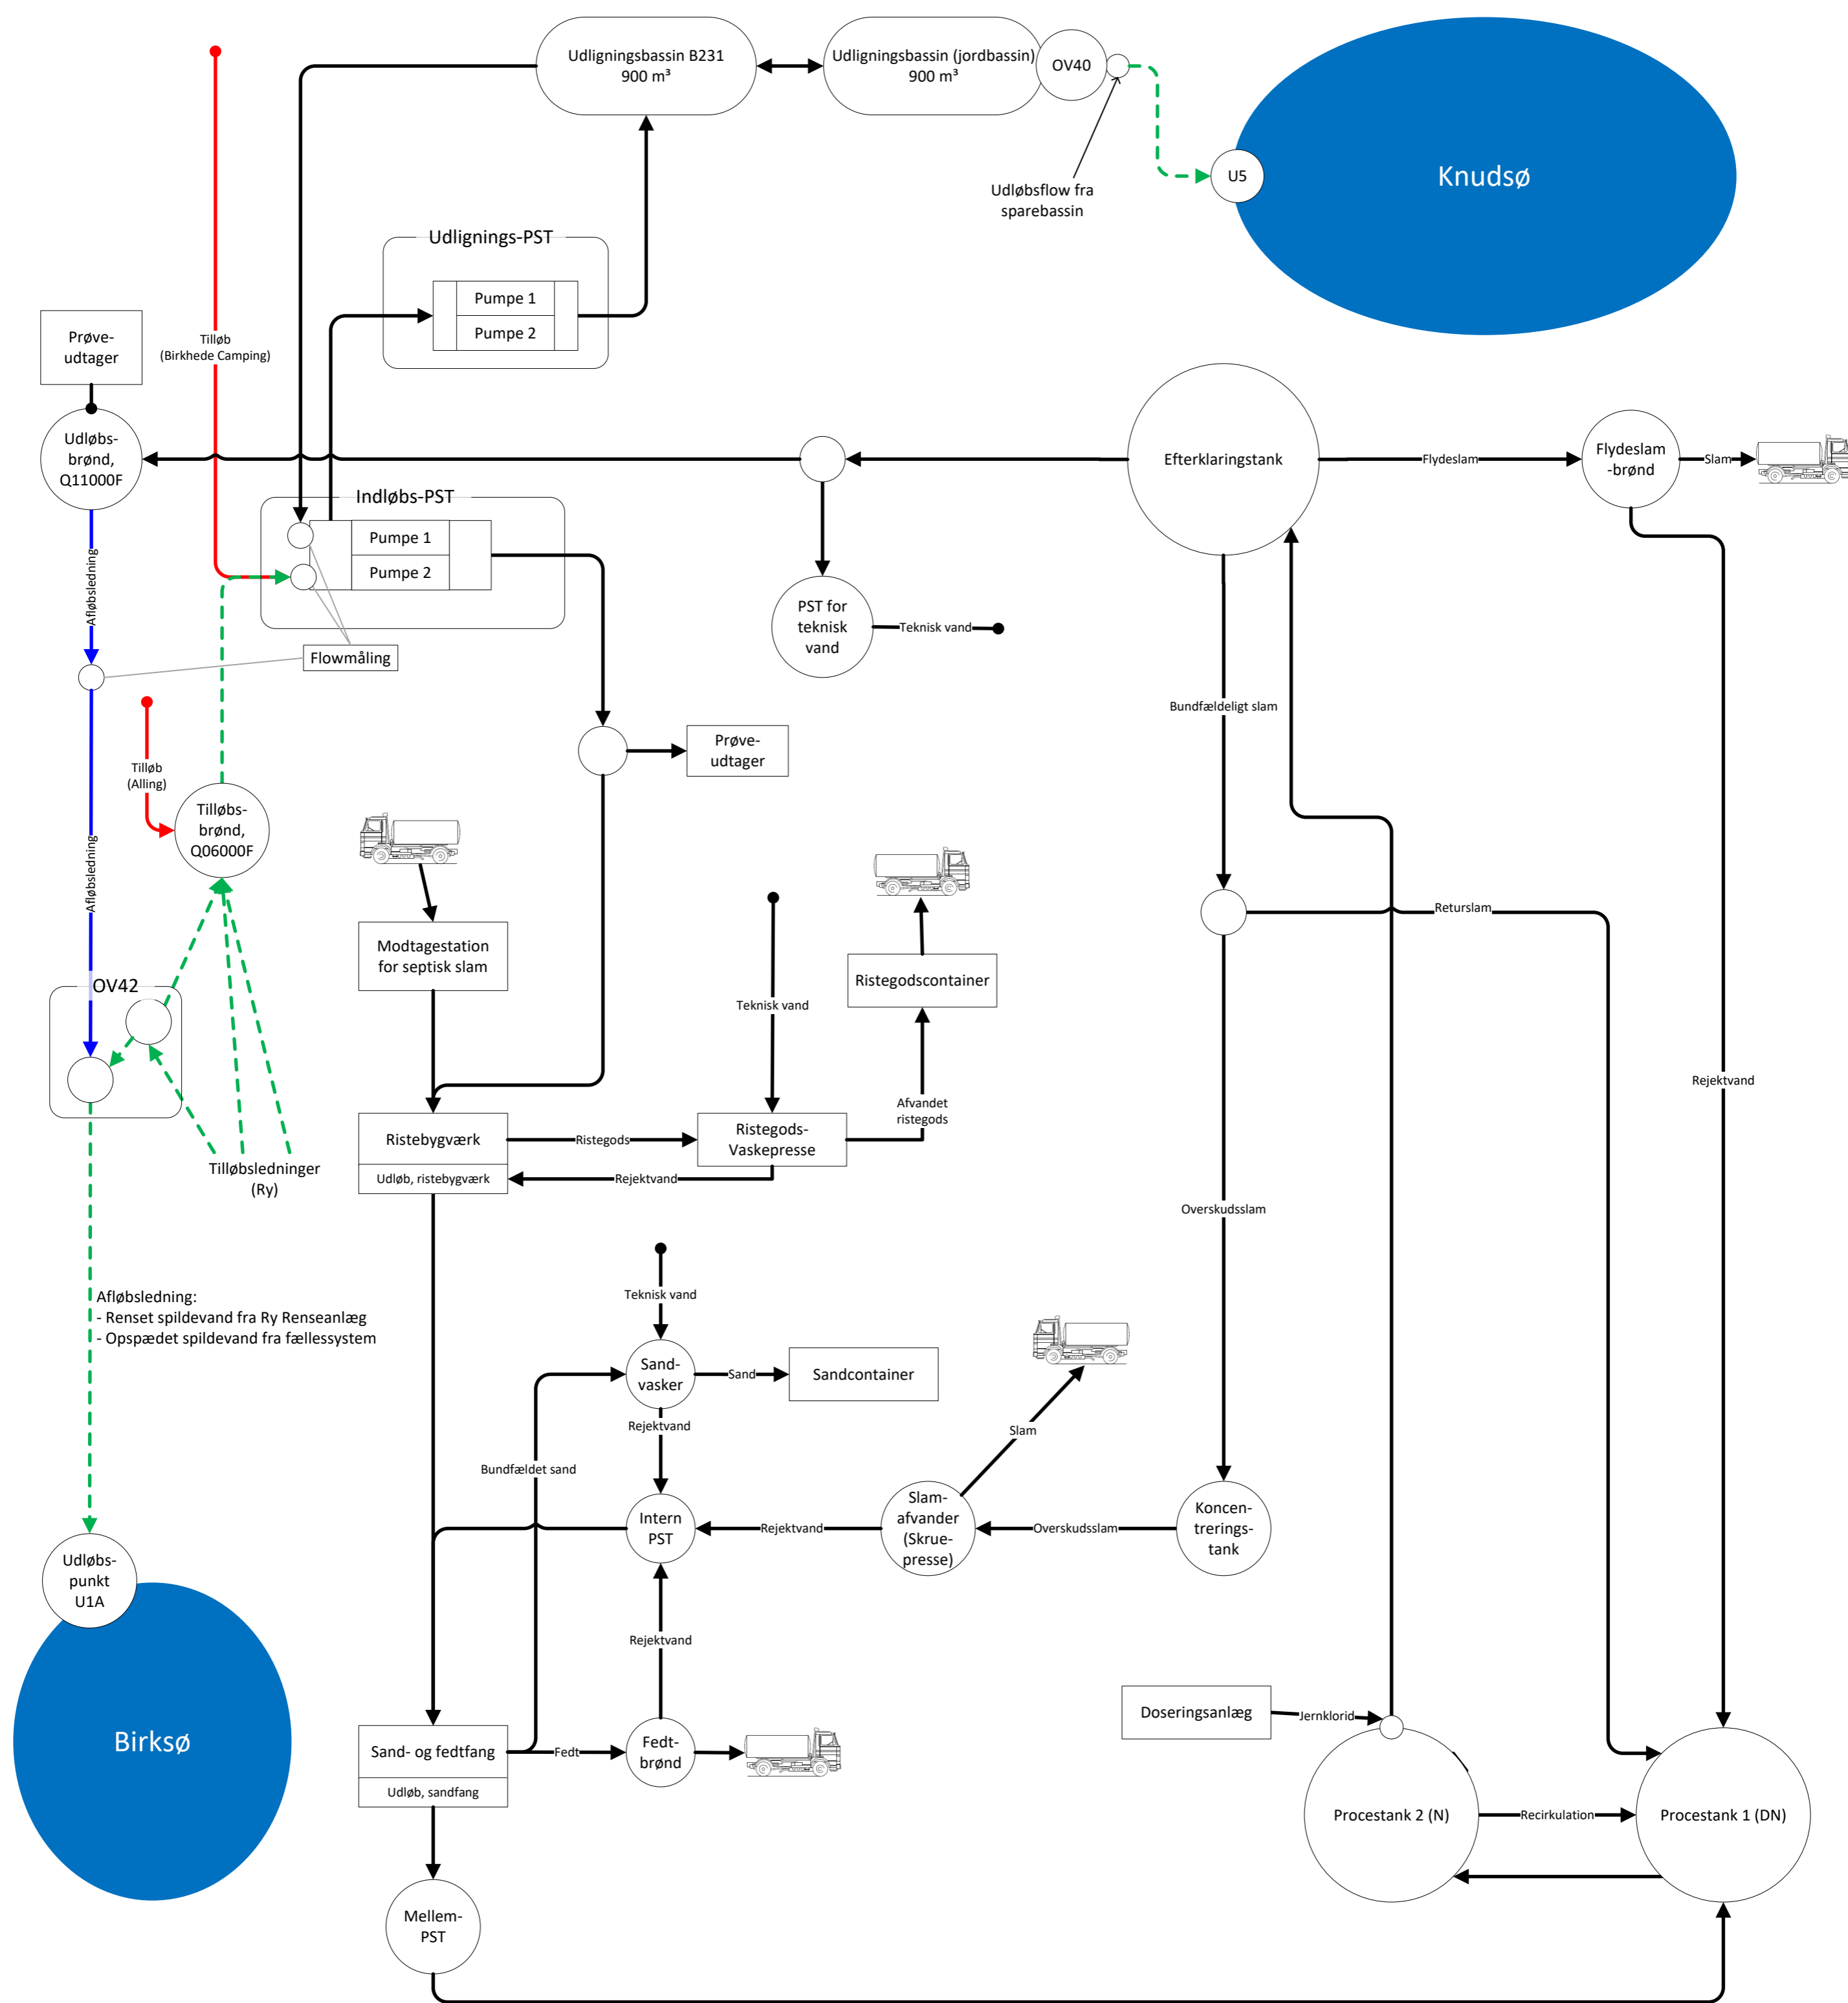 Udligningsbassin B231
900 m³
Udligningsbassin (jordbassin)
900 m³
OV40
Udløbsflow fra
sparebassin
U5
Knudsø
Udlignings-PST
Pumpe 1
Pumpe 2
Tilløb
(Birkhede Camping)
Prøve-
udtager
Udløbs-
brønd,
Q11000F
Efterklaringstank
Flydeslam
Flydeslam
-brønd
Slam
Indløbs-PST
Pumpe 1
Pumpe 2
Flowmåling
Afløbsledning
PST for
teknisk
vand
Teknisk vand
Bundfældeligt slam
Prøve-
udtager
Tilløb
(Alling)
Tilløbs-
brønd,
Q06000F
Afløbsledning
Modtagestation
for septisk slam
Ristegodscontainer
Returslam
Teknisk vand
OV42
Rejektvand
Afvandet
ristegods
Ristebygværk
Udløb, ristebygværk
Ristegods
Ristegods-
Vaskepresse
Rejektvand
Tilløbsledninger
(Ry)
Overskudsslam
Afløbsledning:
- Renset spildevand fra Ry Renseanlæg
- Opspædet spildevand fra fællessystem
Teknisk vand
Sand-
vasker
Sand
Sandcontainer
Rejektvand
Slam
Bundfældet sand
Intern
PST
Rejektvand
Slam-
afvander
(Skrue-
presse)
Overskudsslam
Koncen-
trerings-
tank
Udløbs-
punkt
U1A
Rejektvand
Birksø
Sand- og fedtfang
Udløb, sandfang
Fedt
Fedt-
brønd
Doseringsanlæg
Jernklorid
Procestank 2 (N)
Recirkulation
Procestank 1 (DN)
Mellem-
PST